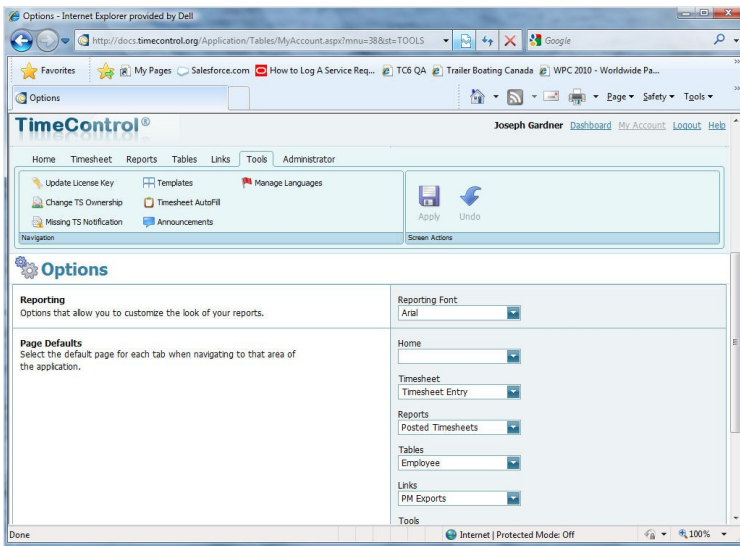 Options - Internet Explorer provided by Dell
http://docs.timecontrol.org/Application/Tables/MyAccount.aspx?mnu=38&st=TOOLS
Google
Favorites My Pages Salesforce.com How to Log A Service Req... TC6 QA Trailer Boating Canada WPC 2010 - Worldwide Pa...
Options
Page Safety Tools
TimeControl®
Joseph Gardner Dashboard My Account Logout Help
Home Timesheet Reports Tables Links Tools Administrator
Update License Key Templates Manage Languages
Change TS Ownership Timesheet AutoFill
Missing TS Notification Announcements
Apply Undo
Navigation Screen Actions
Options
Reporting
Options that allow you to customize the look of your reports.
Reporting Font
Arial
Page Defaults
Select the default page for each tab when navigating to that area of
the application.
Home
Timesheet
Timesheet Entry
Reports
Posted Timesheets
Tables
Employee
Links
PM Exports
Tools
Done Internet | Protected Mode: Off 100%